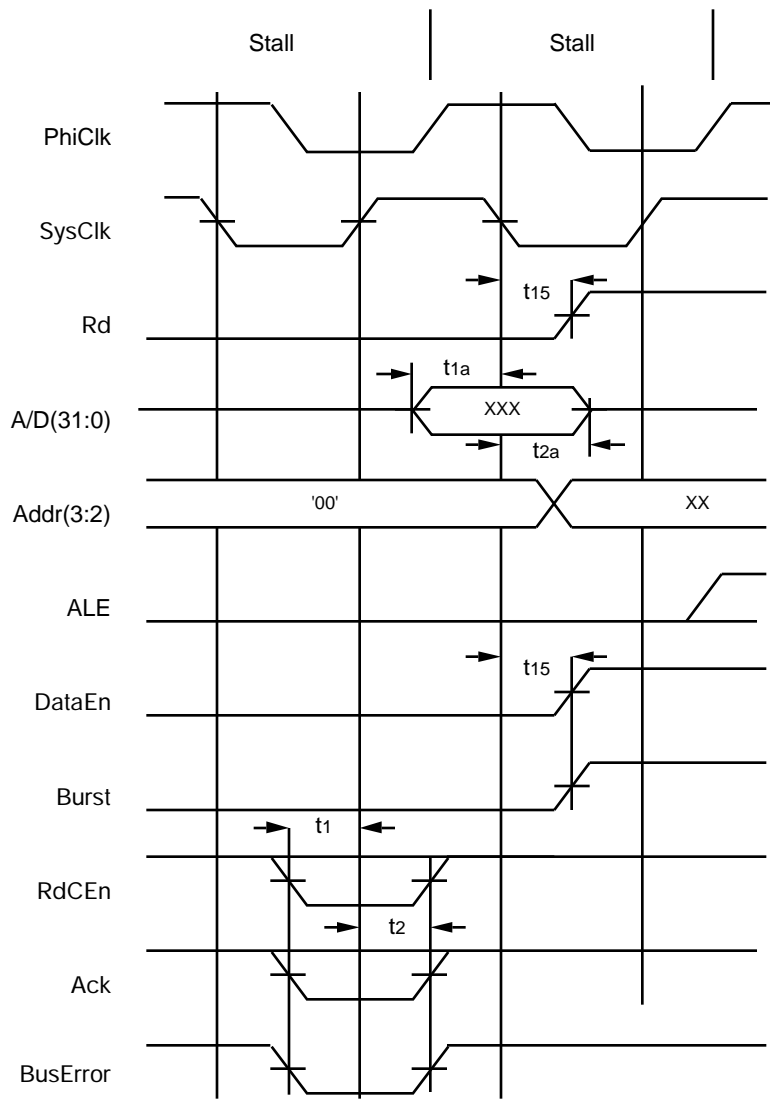 Stall Stall
PhiClk
SysClk
t15
Rd
t1a
A/D(31:0) XXX
t2a
Addr(3:2) '00' XX
ALE
t15
DataEn
Burst
t1
RdCEn
t2
Ack
BusError